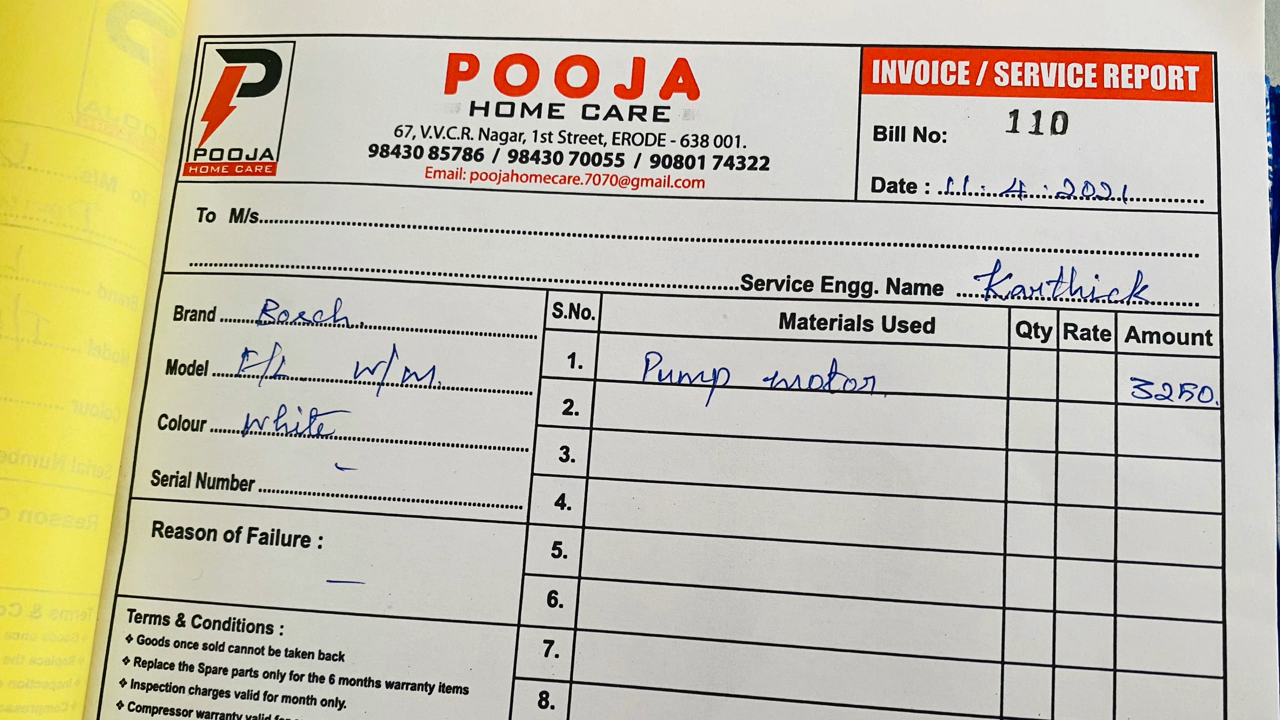 POOJA
HOME CARE
POOJA
HOME CARE
67, V.V.C.R. Nagar, 1st Street, ERODE - 638 001.
98430 85786 / 98430 70055 / 90801 74322
Email: poojahomecare.7070@gmail.com
INVOICE / SERVICE REPORT
Bill No: 110
Date : 11.4.2021
To M/s
Service Engg. Name Karthick
Brand Bosch.
Model F/L W/M.
Colour White
Serial Number -
Reason of Failure :
-
S.No. Materials Used Qty Rate Amount
1. Pump motor 3250.
2.
3.
4.
5.
6.
7.
8.
Terms & Conditions :
❖ Goods once sold cannot be taken back
❖ Replace the Spare parts only for the 6 months warranty items
❖ Inspection charges valid for month only.
❖ Compressor warranty valid